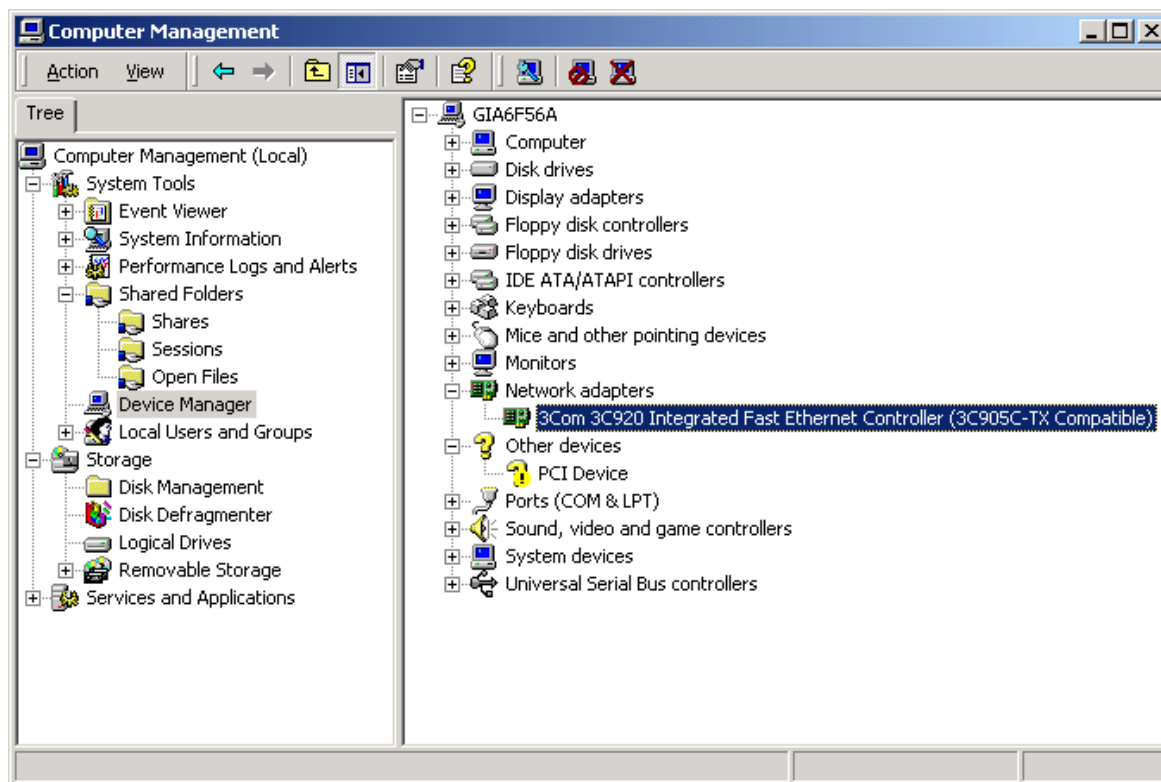 Computer Management
Action View
Tree
Computer Management (Local)
System Tools
Event Viewer
System Information
Performance Logs and Alerts
Shared Folders
Shares
Sessions
Open Files
Device Manager
Local Users and Groups
Storage
Disk Management
Disk Defragmenter
Logical Drives
Removable Storage
Services and Applications
GIA6F56A
Computer
Disk drives
Display adapters
Floppy disk controllers
Floppy disk drives
IDE ATA/ATAPI controllers
Keyboards
Mice and other pointing devices
Monitors
Network adapters
3Com 3C920 Integrated Fast Ethernet Controller (3C905C-TX Compatible)
Other devices
PCI Device
Ports (COM & LPT)
Sound, video and game controllers
System devices
Universal Serial Bus controllers